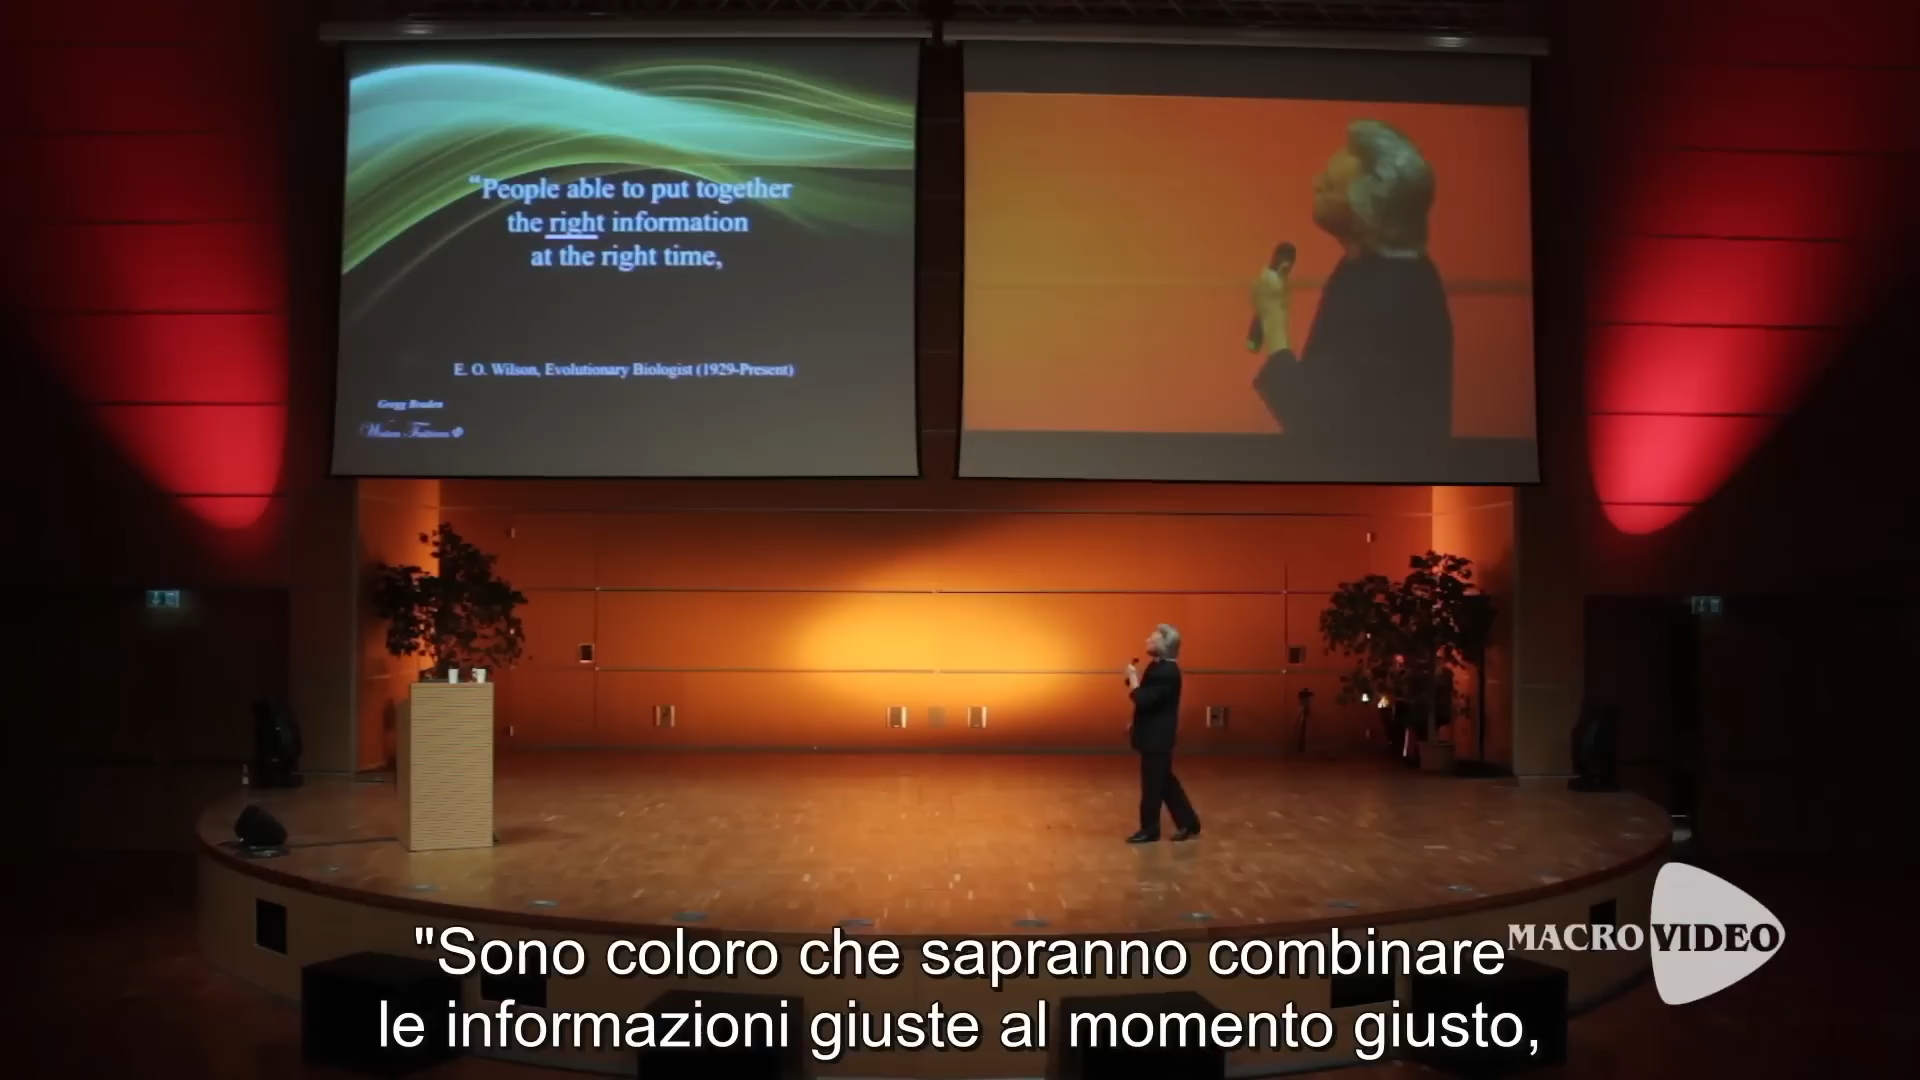 “People able to put together
the right information
at the right time,
E. O. Wilson, Evolutionary Biologist (1929-Present)
Gregg Braden
MACRO VIDEO
"Sono coloro che sapranno combinare
le informazioni giuste al momento giusto,